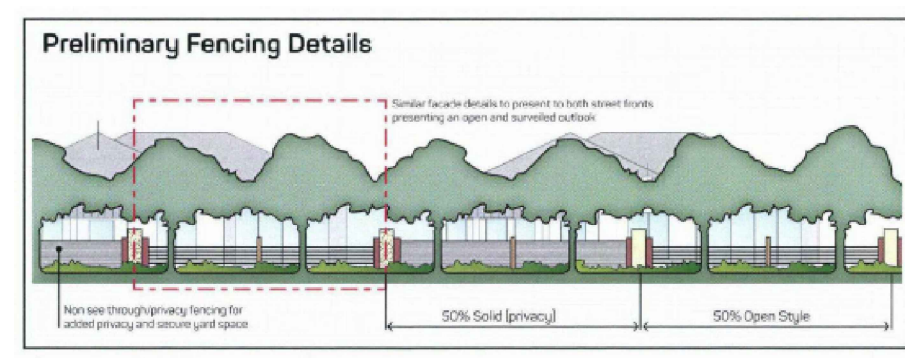 Preliminary Fencing Details
Similar facade details to present to both street fronts
presenting an open and surveiled outlook
Non see through/privacy fencing for
added privacy and secure yard space
50% Solid (privacy)
50% Open Style